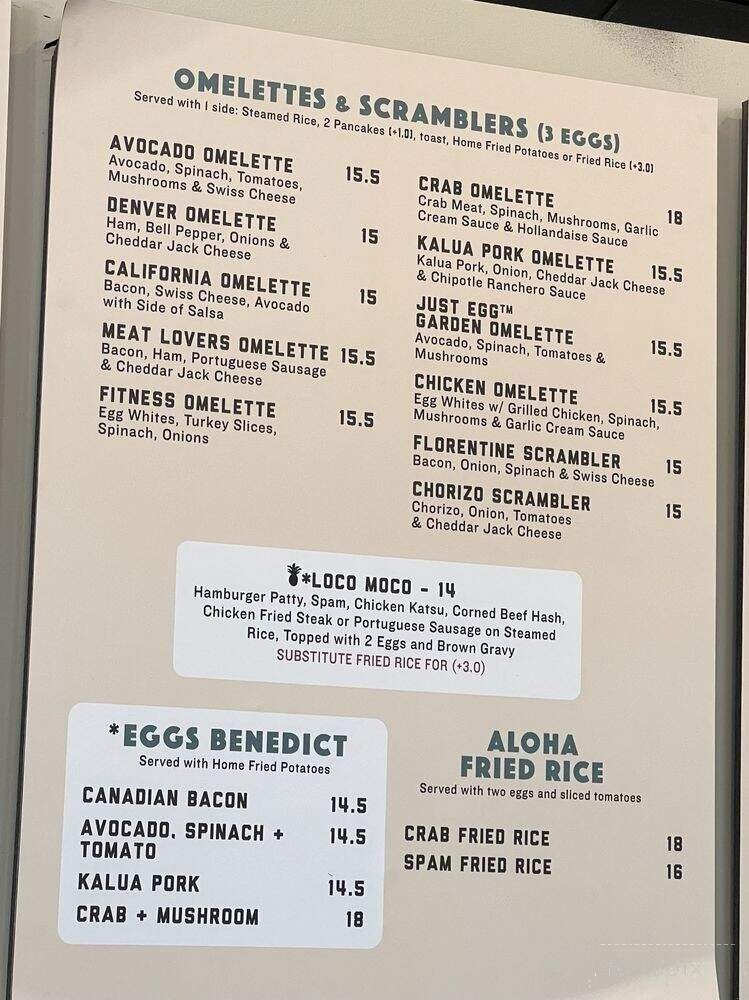 OMELETTES & SCRAMBLERS (3 EGGS)
Served with 1 side: Steamed Rice, 2 Pancakes (+1.0), toast, Home Fried Potatoes or Fried Rice (+3.0)
AVOCADO OMELETTE 15.5
Avocado, Spinach, Tomatoes,
Mushrooms & Swiss Cheese
DENVER OMELETTE 15
Ham, Bell Pepper, Onions &
Cheddar Jack Cheese
CALIFORNIA OMELETTE 15
Bacon, Swiss Cheese, Avocado
with Side of Salsa
MEAT LOVERS OMELETTE 15.5
Bacon, Ham, Portuguese Sausage
& Cheddar Jack Cheese
FITNESS OMELETTE 15.5
Egg Whites, Turkey Slices,
Spinach, Onions
CRAB OMELETTE 18
Crab Meat, Spinach, Mushrooms, Garlic
Cream Sauce & Hollandaise Sauce
KALUA PORK OMELETTE 15.5
Kalua Pork, Onion, Cheddar Jack Cheese
& Chipotle Ranchero Sauce
JUST EGG™
GARDEN OMELETTE 15.5
Avocado, Spinach, Tomatoes &
Mushrooms
CHICKEN OMELETTE 15.5
Egg Whites w/ Grilled Chicken, Spinach,
Mushrooms & Garlic Cream Sauce
FLORENTINE SCRAMBLER 15
Bacon, Onion, Spinach & Swiss Cheese
CHORIZO SCRAMBLER 15
Chorizo, Onion, Tomatoes
& Cheddar Jack Cheese
*LOCO MOCO - 14
Hamburger Patty, Spam, Chicken Katsu, Corned Beef Hash,
Chicken Fried Steak or Portuguese Sausage on Steamed
Rice, Topped with 2 Eggs and Brown Gravy
SUBSTITUTE FRIED RICE FOR (+3.0)
*EGGS BENEDICT
Served with Home Fried Potatoes
CANADIAN BACON 14.5
AVOCADO, SPINACH + 14.5
TOMATO
KALUA PORK 14.5
CRAB + MUSHROOM 18
ALOHA
FRIED RICE
Served with two eggs and sliced tomatoes
CRAB FRIED RICE 18
SPAM FRIED RICE 16